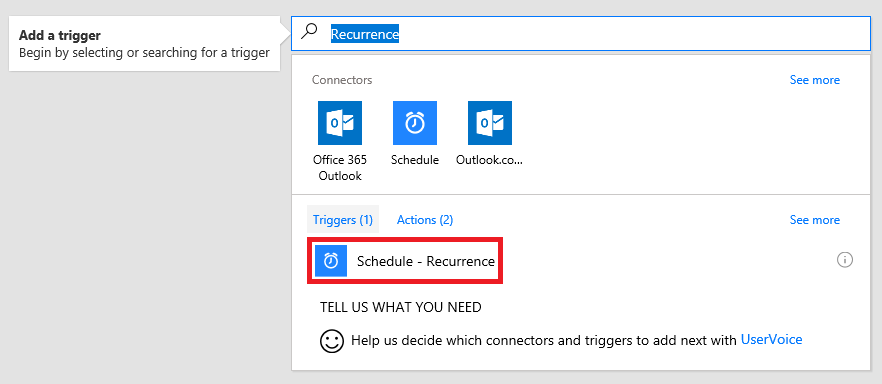 Add a trigger
Begin by selecting or searching for a trigger
Recurrence
Connectors
See more
Office 365
Outlook
Schedule
Outlook.co...
Triggers (1)
Actions (2)
See more
Schedule - Recurrence
TELL US WHAT YOU NEED
Help us decide which connectors and triggers to add next with UserVoice